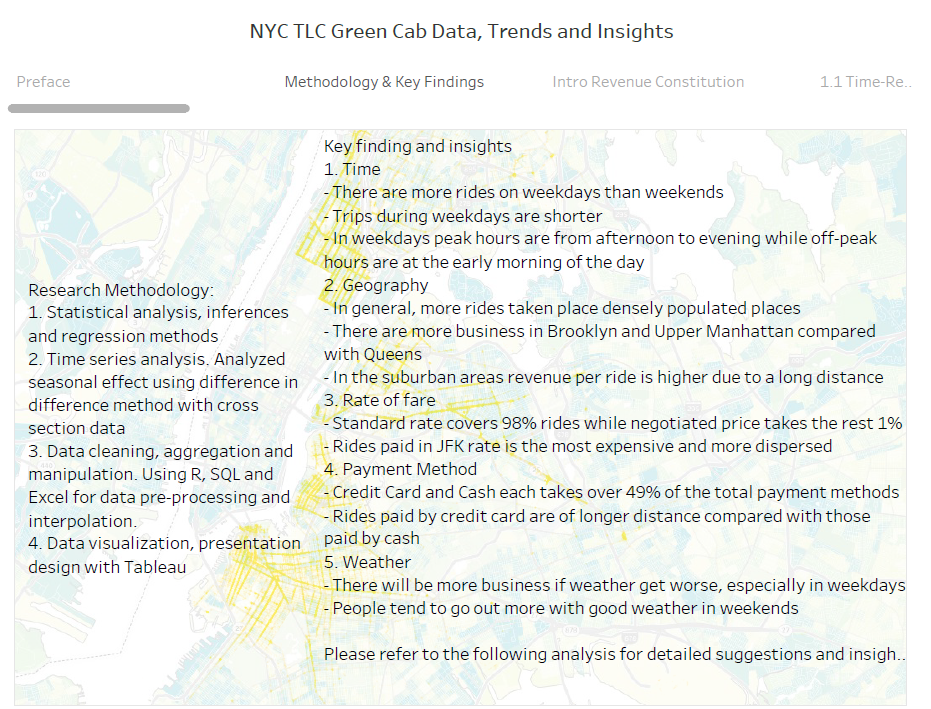 NYC TLC Green Cab Data, Trends and Insights
Preface
Methodology & Key Findings
Intro Revenue Constitution
1.1 Time-Re..
Research Methodology:
1. Statistical analysis, inferences
and regression methods
2. Time series analysis. Analyzed
seasonal effect using difference in
difference method with cross
section data
3. Data cleaning, aggregation and
manipulation. Using R, SQL and
Excel for data pre-processing and
interpolation.
4. Data visualization, presentation
design with Tableau
Key finding and insights
1. Time
- There are more rides on weekdays than weekends
- Trips during weekdays are shorter
- In weekdays peak hours are from afternoon to evening while off-peak
hours are at the early morning of the day
2. Geography
- In general, more rides taken place densely populated places
- There are more business in Brooklyn and Upper Manhattan compared
with Queens
- In the suburban areas revenue per ride is higher due to a long distance
3. Rate of fare
- Standard rate covers 98% rides while negotiated price takes the rest 1%
- Rides paid in JFK rate is the most expensive and more dispersed
4. Payment Method
- Credit Card and Cash each takes over 49% of the total payment methods
- Rides paid by credit card are of longer distance compared with those
paid by cash
5. Weather
- There will be more business if weather get worse, especially in weekdays
- People tend to go out more with good weather in weekends
Please refer to the following analysis for detailed suggestions and insigh..